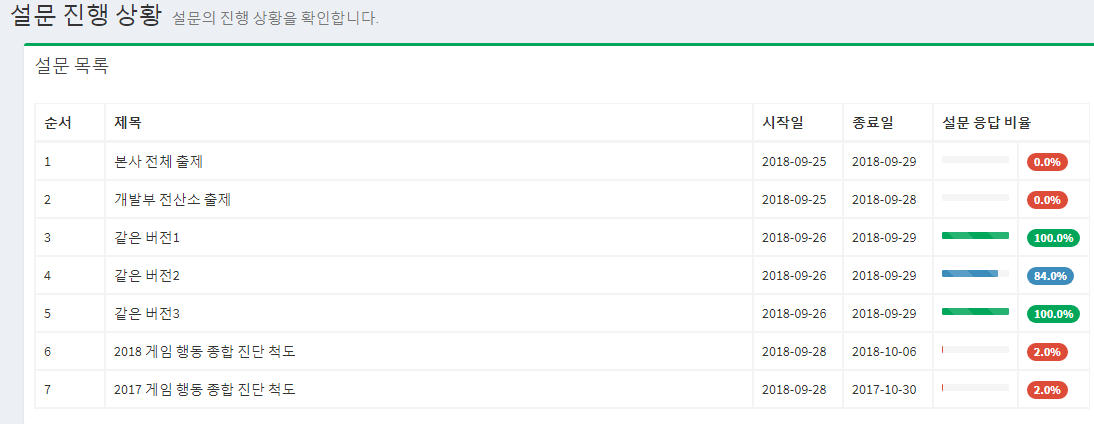 설문 진행 상황 설문의 진행 상황을 확인합니다.
설문 목록
순서 제목 시작일 종료일 설문 응답 비율
1 본사 전체 출제 2018-09-25 2018-09-29 0.0%
2 개발부 전산소 출제 2018-09-25 2018-09-28 0.0%
3 같은 버전1 2018-09-26 2018-09-29 100.0%
4 같은 버전2 2018-09-26 2018-09-29 84.0%
5 같은 버전3 2018-09-26 2018-09-29 100.0%
6 2018 게임 행동 종합 진단 척도 2018-09-28 2018-10-06 2.0%
7 2017 게임 행동 종합 진단 척도 2018-09-28 2017-10-30 2.0%